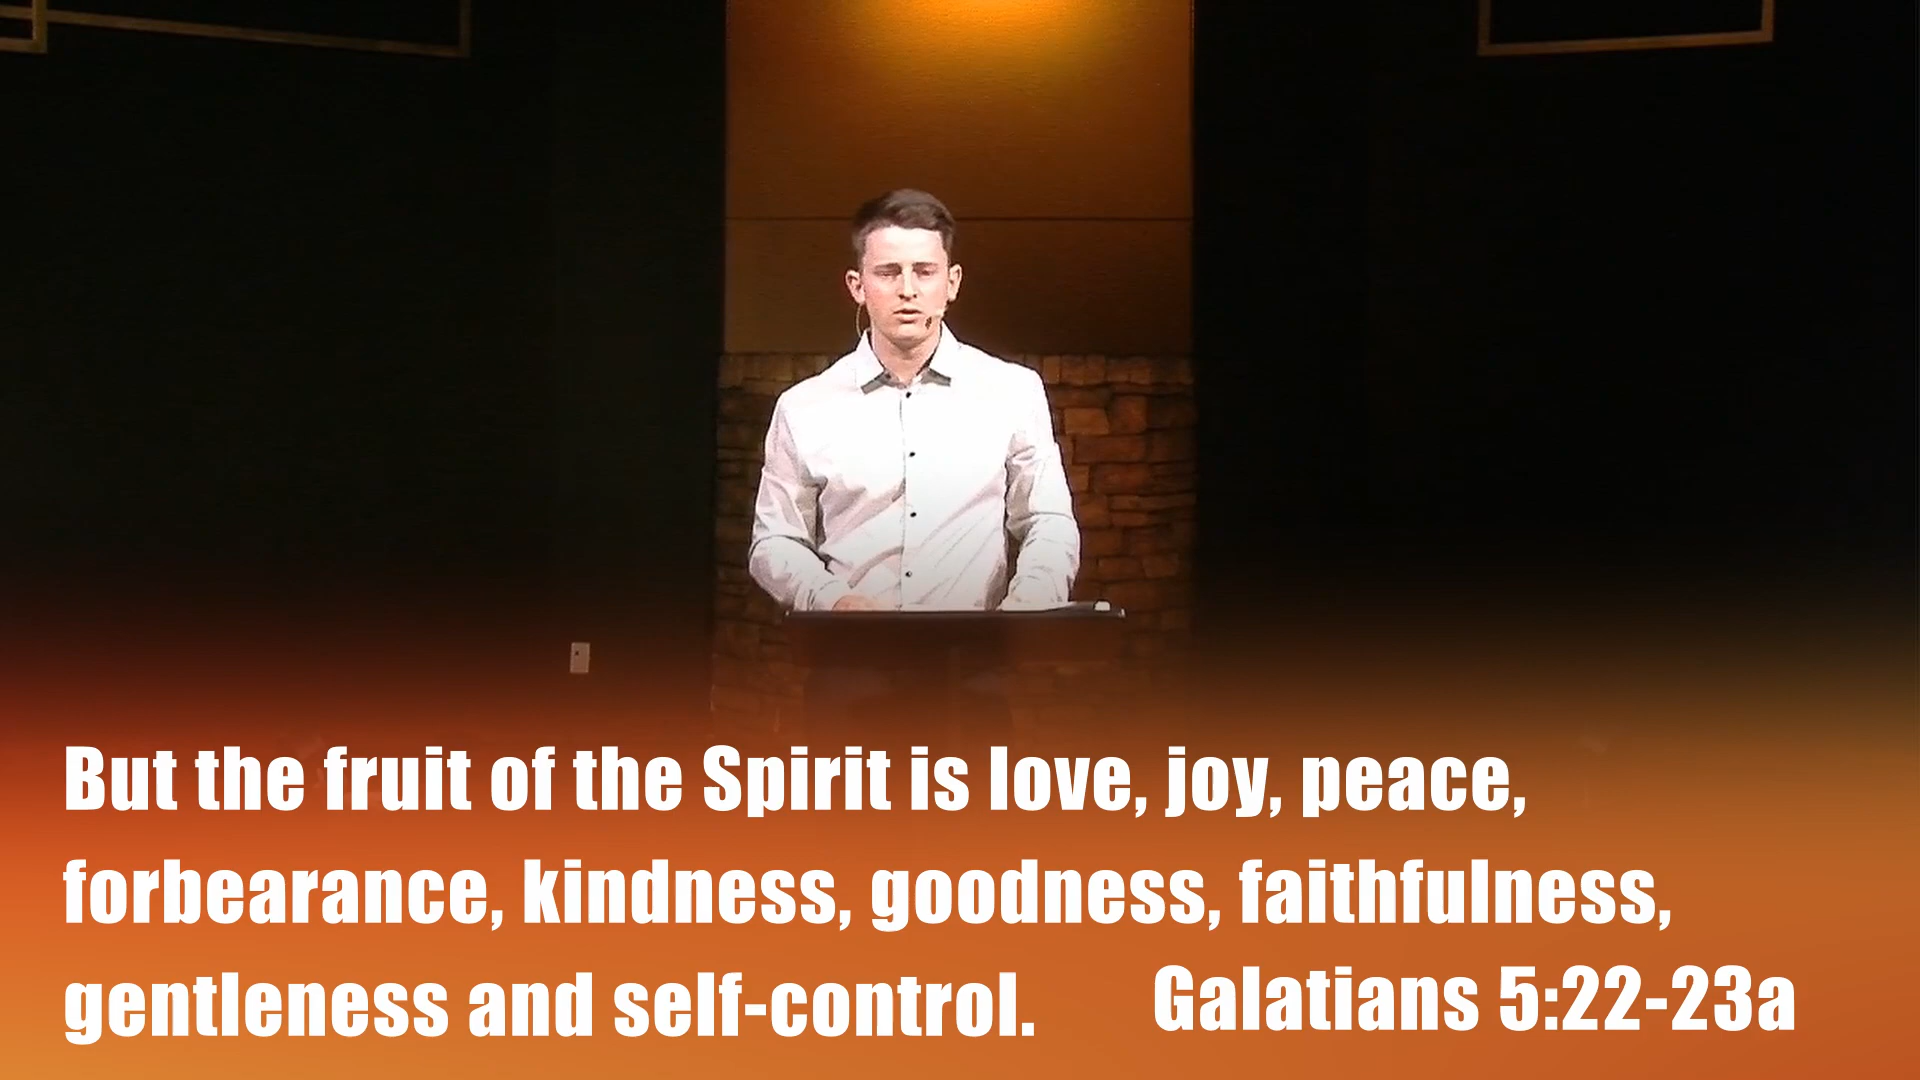 But the fruit of the Spirit is love, joy, peace,
forbearance, kindness, goodness, faithfulness,
gentleness and self-control.
Galatians 5:22-23a